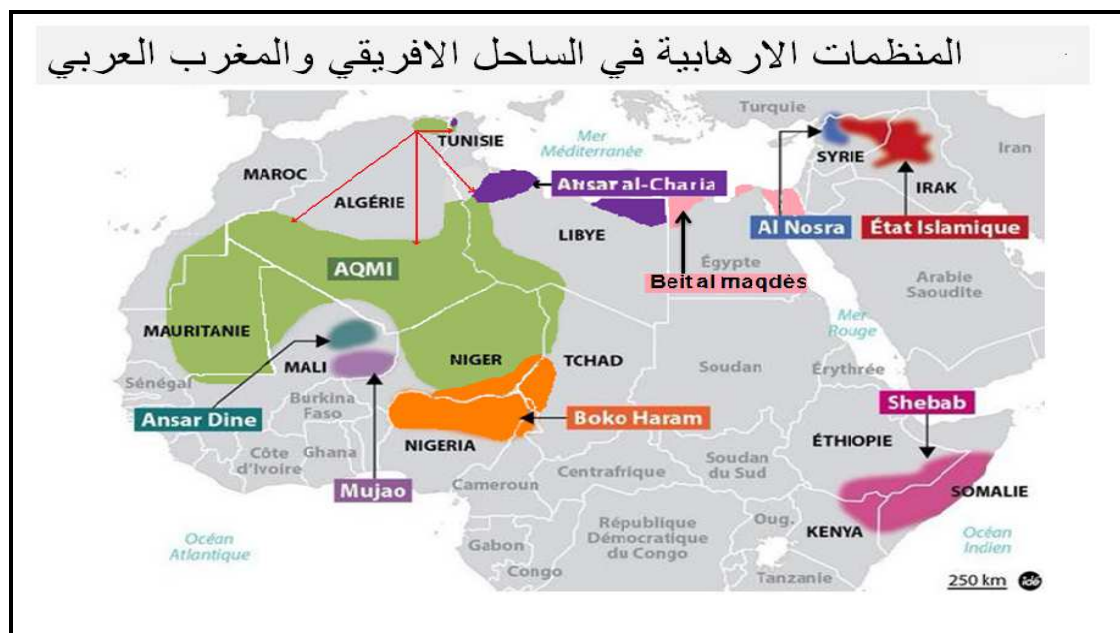 المنظمات الارهابية في الساحل الافريقي والمغرب العربي
Turquie
Mer
Méditerranée
TUNISIE
SYRIE
Iran
MAROC
IRAK
ALGÉRIE
Ansar al-Charia
LIBYE
Al Nosra
État Islamique
Égypte
AQMI
Beit al maqdès
Arabie
Saoudite
Mer
Rouge
MAURITANIE
NIGER
TCHAD
Soudan
Érythrée
MALI
Sénégal
Burkina
Faso
Shebab
Ansar Dine
Boko Haram
NIGERIA
ÉTHIOPIE
Côte
d'Ivoire
Ghana
Centrafrique
Soudan
du Sud
Mujao
Cameroun
SOMALIE
Océan
Atlantique
République
Démocratique
du Congo
Oug.
KENYA
Océan
Indien
Gabon
Congo
Tanzanie
250 km
idé